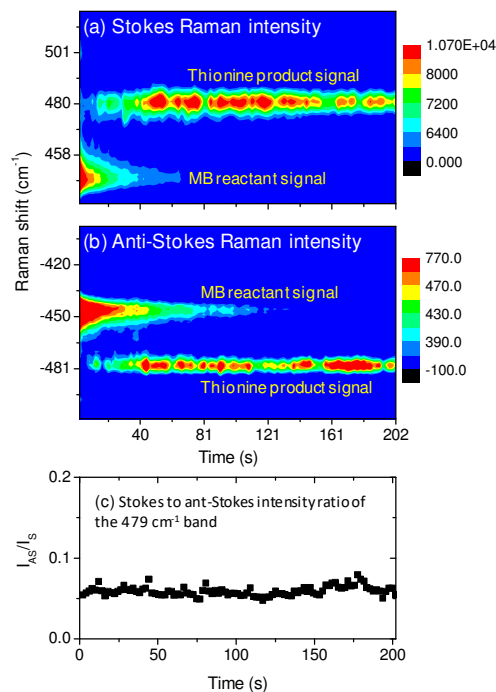 (a) Stokes Raman intensity
501
480
458
Thionine product signal
MB reactant signal
1.070E+04
8000
7200
6400
0.000
Raman shift (cm-1)
(b) Anti-Stokes Raman intensity
-420
-450
-481
MB reactant signal
Thionine product signal
770.0
470.0
430.0
390.0
-100.0
40 81 121 161 202
Time (s)
(c) Stokes to ant-Stokes intensity ratio of
the 479 cm-1 band
0.2
0.1
0.0
IAS/IS
0 50 100 150 200
Time (s)